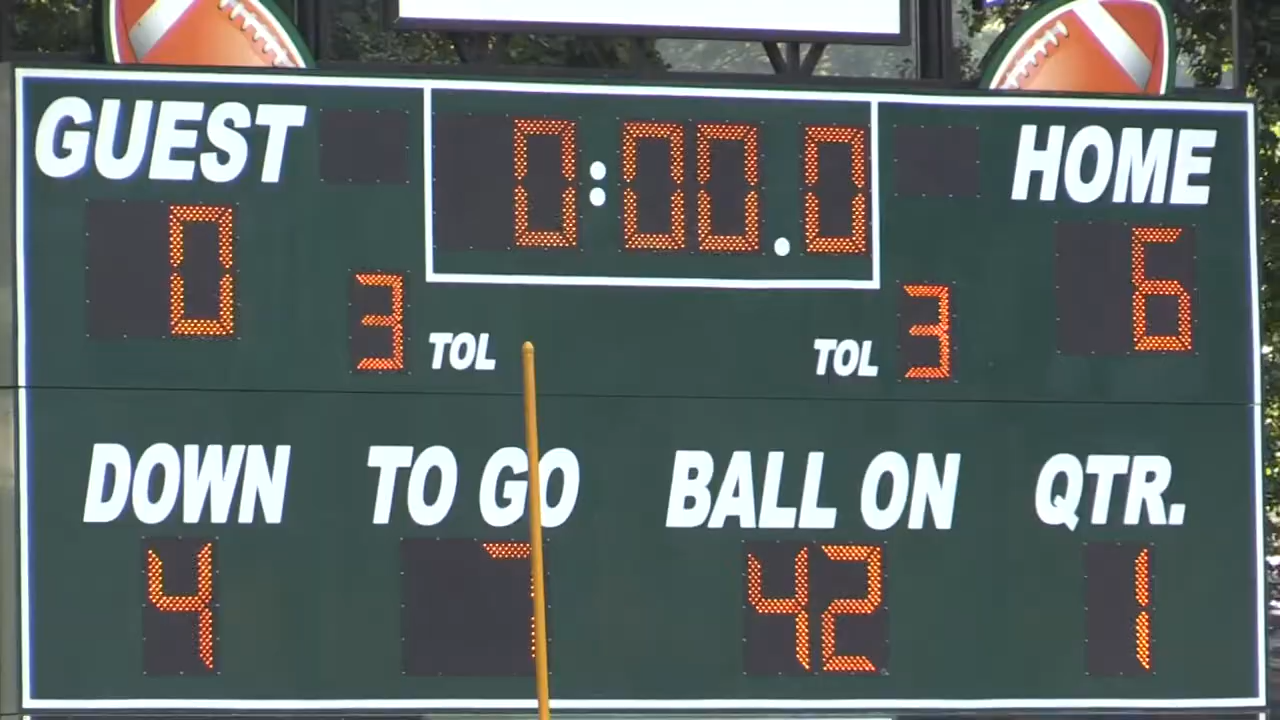 GUEST 0:00.0 HOME
0 6
3 TOL TOL 3
DOWN TO GO BALL ON QTR.
4 7 42 1